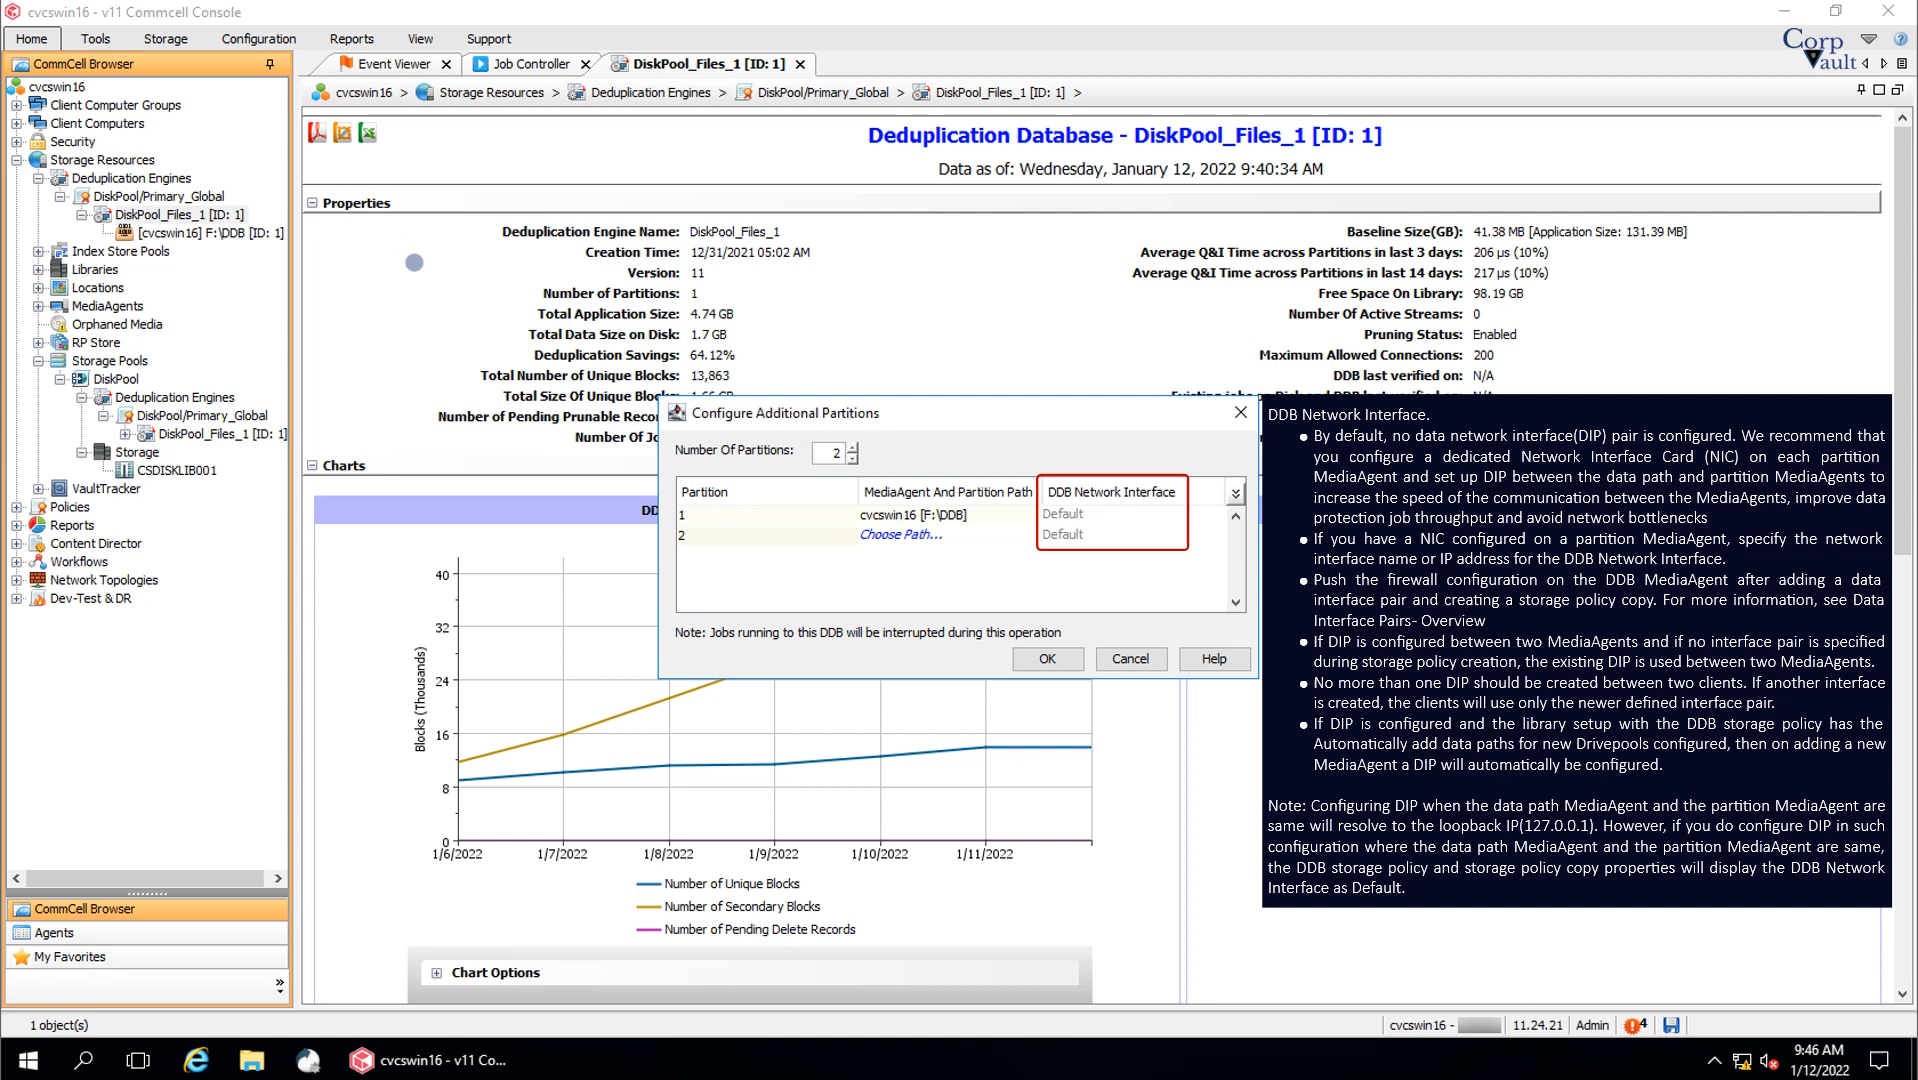 cvcswin16 - v11 Commcell Console
Home Tools Storage Configuration Reports View Support
Corp Vault
CommCell Browser
Event Viewer Job Controller DiskPool_Files_1 [ID: 1]
cvcswin16 > Storage Resources > Deduplication Engines > DiskPool/Primary_Global > DiskPool_Files_1 [ID: 1] >
cvcswin16
Client Computer Groups
Client Computers
Security
Storage Resources
Deduplication Engines
DiskPool/Primary_Global
DiskPool_Files_1 [ID: 1]
[cvcswin16] F:\DDB [ID: 1]
Index Store Pools
Libraries
Locations
MediaAgents
Orphaned Media
RP Store
Storage Pools
DiskPool
Deduplication Engines
DiskPool/Primary_Global
DiskPool_Files_1 [ID: 1]
Storage
CSDISKLIB001
VaultTracker
Policies
Reports
Content Director
Workflows
Network Topologies
Dev-Test & DR
CommCell Browser
Agents
My Favorites
Deduplication Database - DiskPool_Files_1 [ID: 1]
Data as of: Wednesday, January 12, 2022 9:40:34 AM
Properties
Deduplication Engine Name: DiskPool_Files_1
Creation Time: 12/31/2021 05:02 AM
Version: 11
Number of Partitions: 1
Total Application Size: 4.74 GB
Total Data Size on Disk: 1.7 GB
Deduplication Savings: 64.12%
Total Number of Unique Blocks: 13,863
Total Size Of Unique Blocks: 1.66 GB
Number of Pending Prunable Recor
Number Of Jo
Baseline Size(GB): 41.38 MB [Application Size: 131.39 MB]
Average Q&I Time across Partitions in last 3 days: 206 µs (10%)
Average Q&I Time across Partitions in last 14 days: 217 µs (10%)
Free Space On Library: 98.19 GB
Number Of Active Streams: 0
Pruning Status: Enabled
Maximum Allowed Connections: 200
DDB last verified on: N/A
Charts
DD
Blocks (Thousands)
40
32
24
16
8
0
1/6/2022 1/7/2022 1/8/2022 1/9/2022 1/10/2022 1/11/2022
Number of Unique Blocks
Number of Secondary Blocks
Number of Pending Delete Records
Chart Options
Configure Additional Partitions
Number Of Partitions: 2
Partition MediaAgent And Partition Path DDB Network Interface
1 cvcswin16 [F:\DDB] Default
2 Choose Path... Default
Note: Jobs running to this DDB will be interrupted during this operation
OK Cancel Help
DDB Network Interface.
● By default, no data network interface(DIP) pair is configured. We recommend that
you configure a dedicated Network Interface Card (NIC) on each partition
MediaAgent and set up DIP between the data path and partition MediaAgents to
increase the speed of the communication between the MediaAgents, improve data
protection job throughput and avoid network bottlenecks
● If you have a NIC configured on a partition MediaAgent, specify the network
interface name or IP address for the DDB Network Interface.
● Push the firewall configuration on the DDB MediaAgent after adding a data
interface pair and creating a storage policy copy. For more information, see Data
Interface Pairs- Overview
● If DIP is configured between two MediaAgents and if no interface pair is specified
during storage policy creation, the existing DIP is used between two MediaAgents.
● No more than one DIP should be created between two clients. If another interface
is created, the clients will use only the newer defined interface pair.
● If DIP is configured and the library setup with the DDB storage policy has the
Automatically add data paths for new Drivepools configured, then on adding a new
MediaAgent a DIP will automatically be configured.
Note: Configuring DIP when the data path MediaAgent and the partition MediaAgent are
same will resolve to the loopback IP(127.0.0.1). However, if you do configure DIP in such
configuration where the data path MediaAgent and the partition MediaAgent are same,
the DDB storage policy and storage policy copy properties will display the DDB Network
Interface as Default.
1 object(s)
cvcswin16 - 11.24.21 Admin 4
cvcswin16 - v11 Co...
9:46 AM
1/12/2022